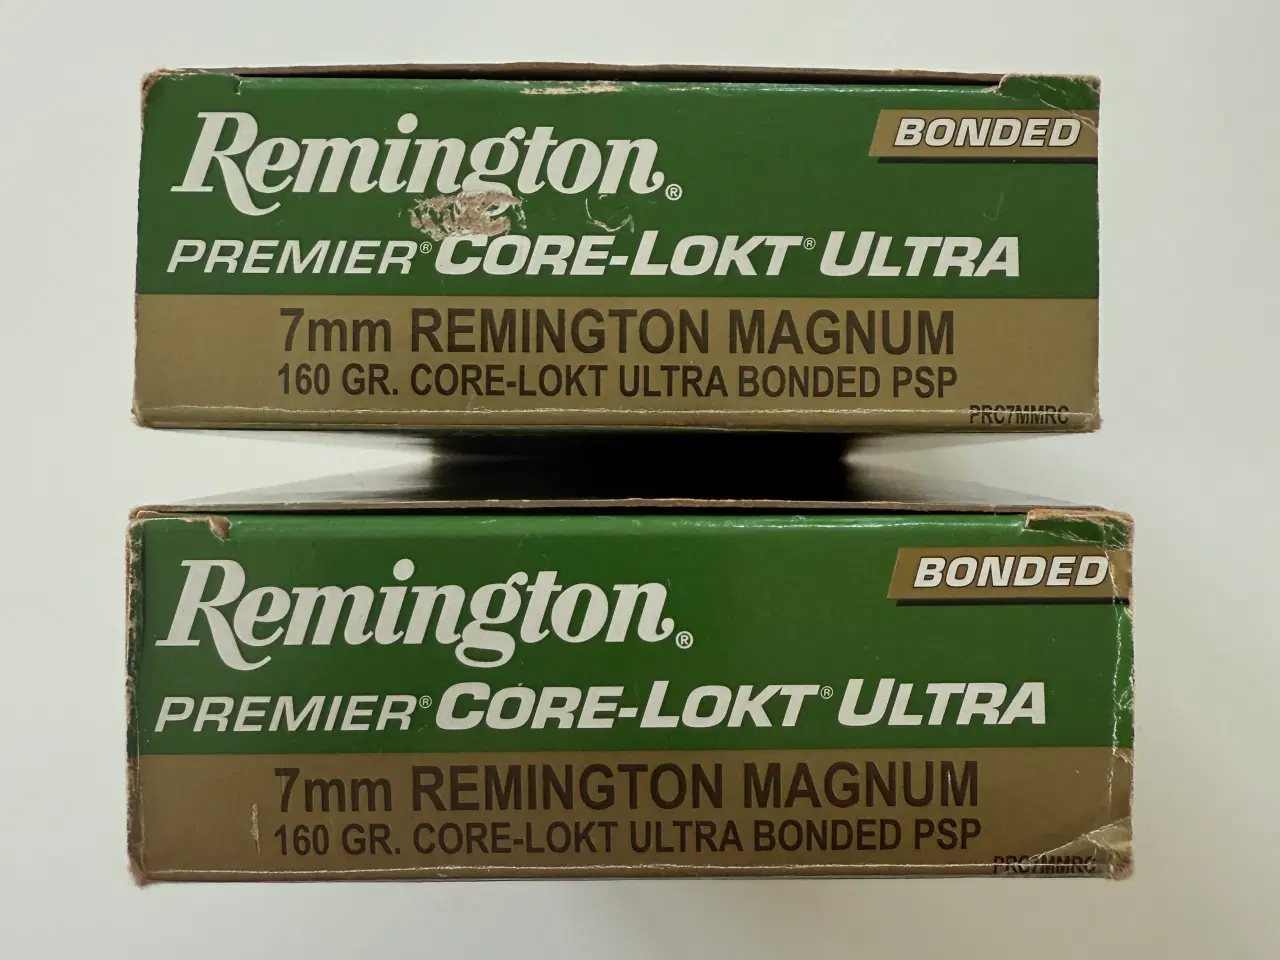 Remington®
BONDED
PREMIER® CORE-LOKT® ULTRA
7mm REMINGTON MAGNUM
160 GR. CORE-LOKT ULTRA BONDED PSP
PRC7MMRC
Remington®
BONDED
PREMIER® CORE-LOKT® ULTRA
7mm REMINGTON MAGNUM
160 GR. CORE-LOKT ULTRA BONDED PSP
PRC7MMRC